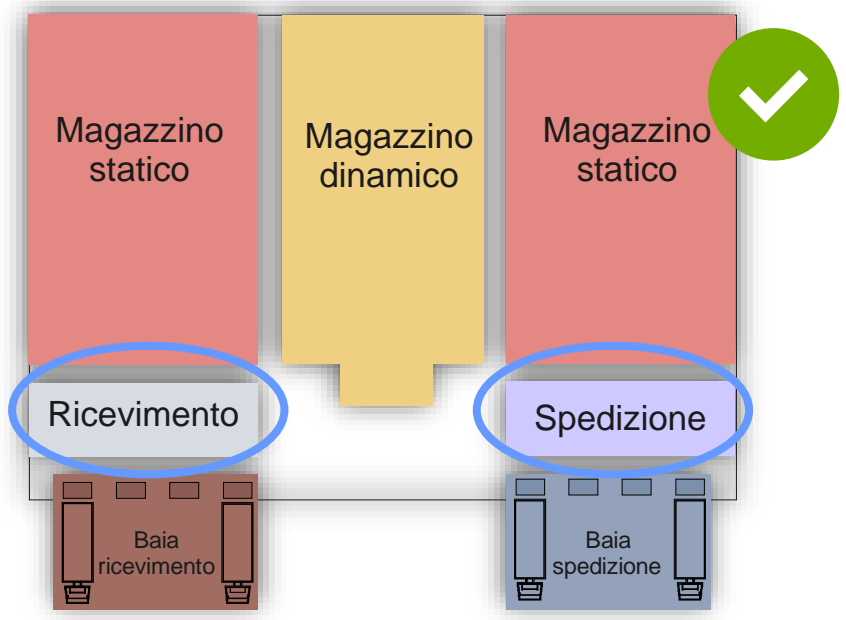 Magazzino
statico
Magazzino
dinamico
Magazzino
statico
Ricevimento
Spedizione
Baia
ricevimento
Baia
spedizione